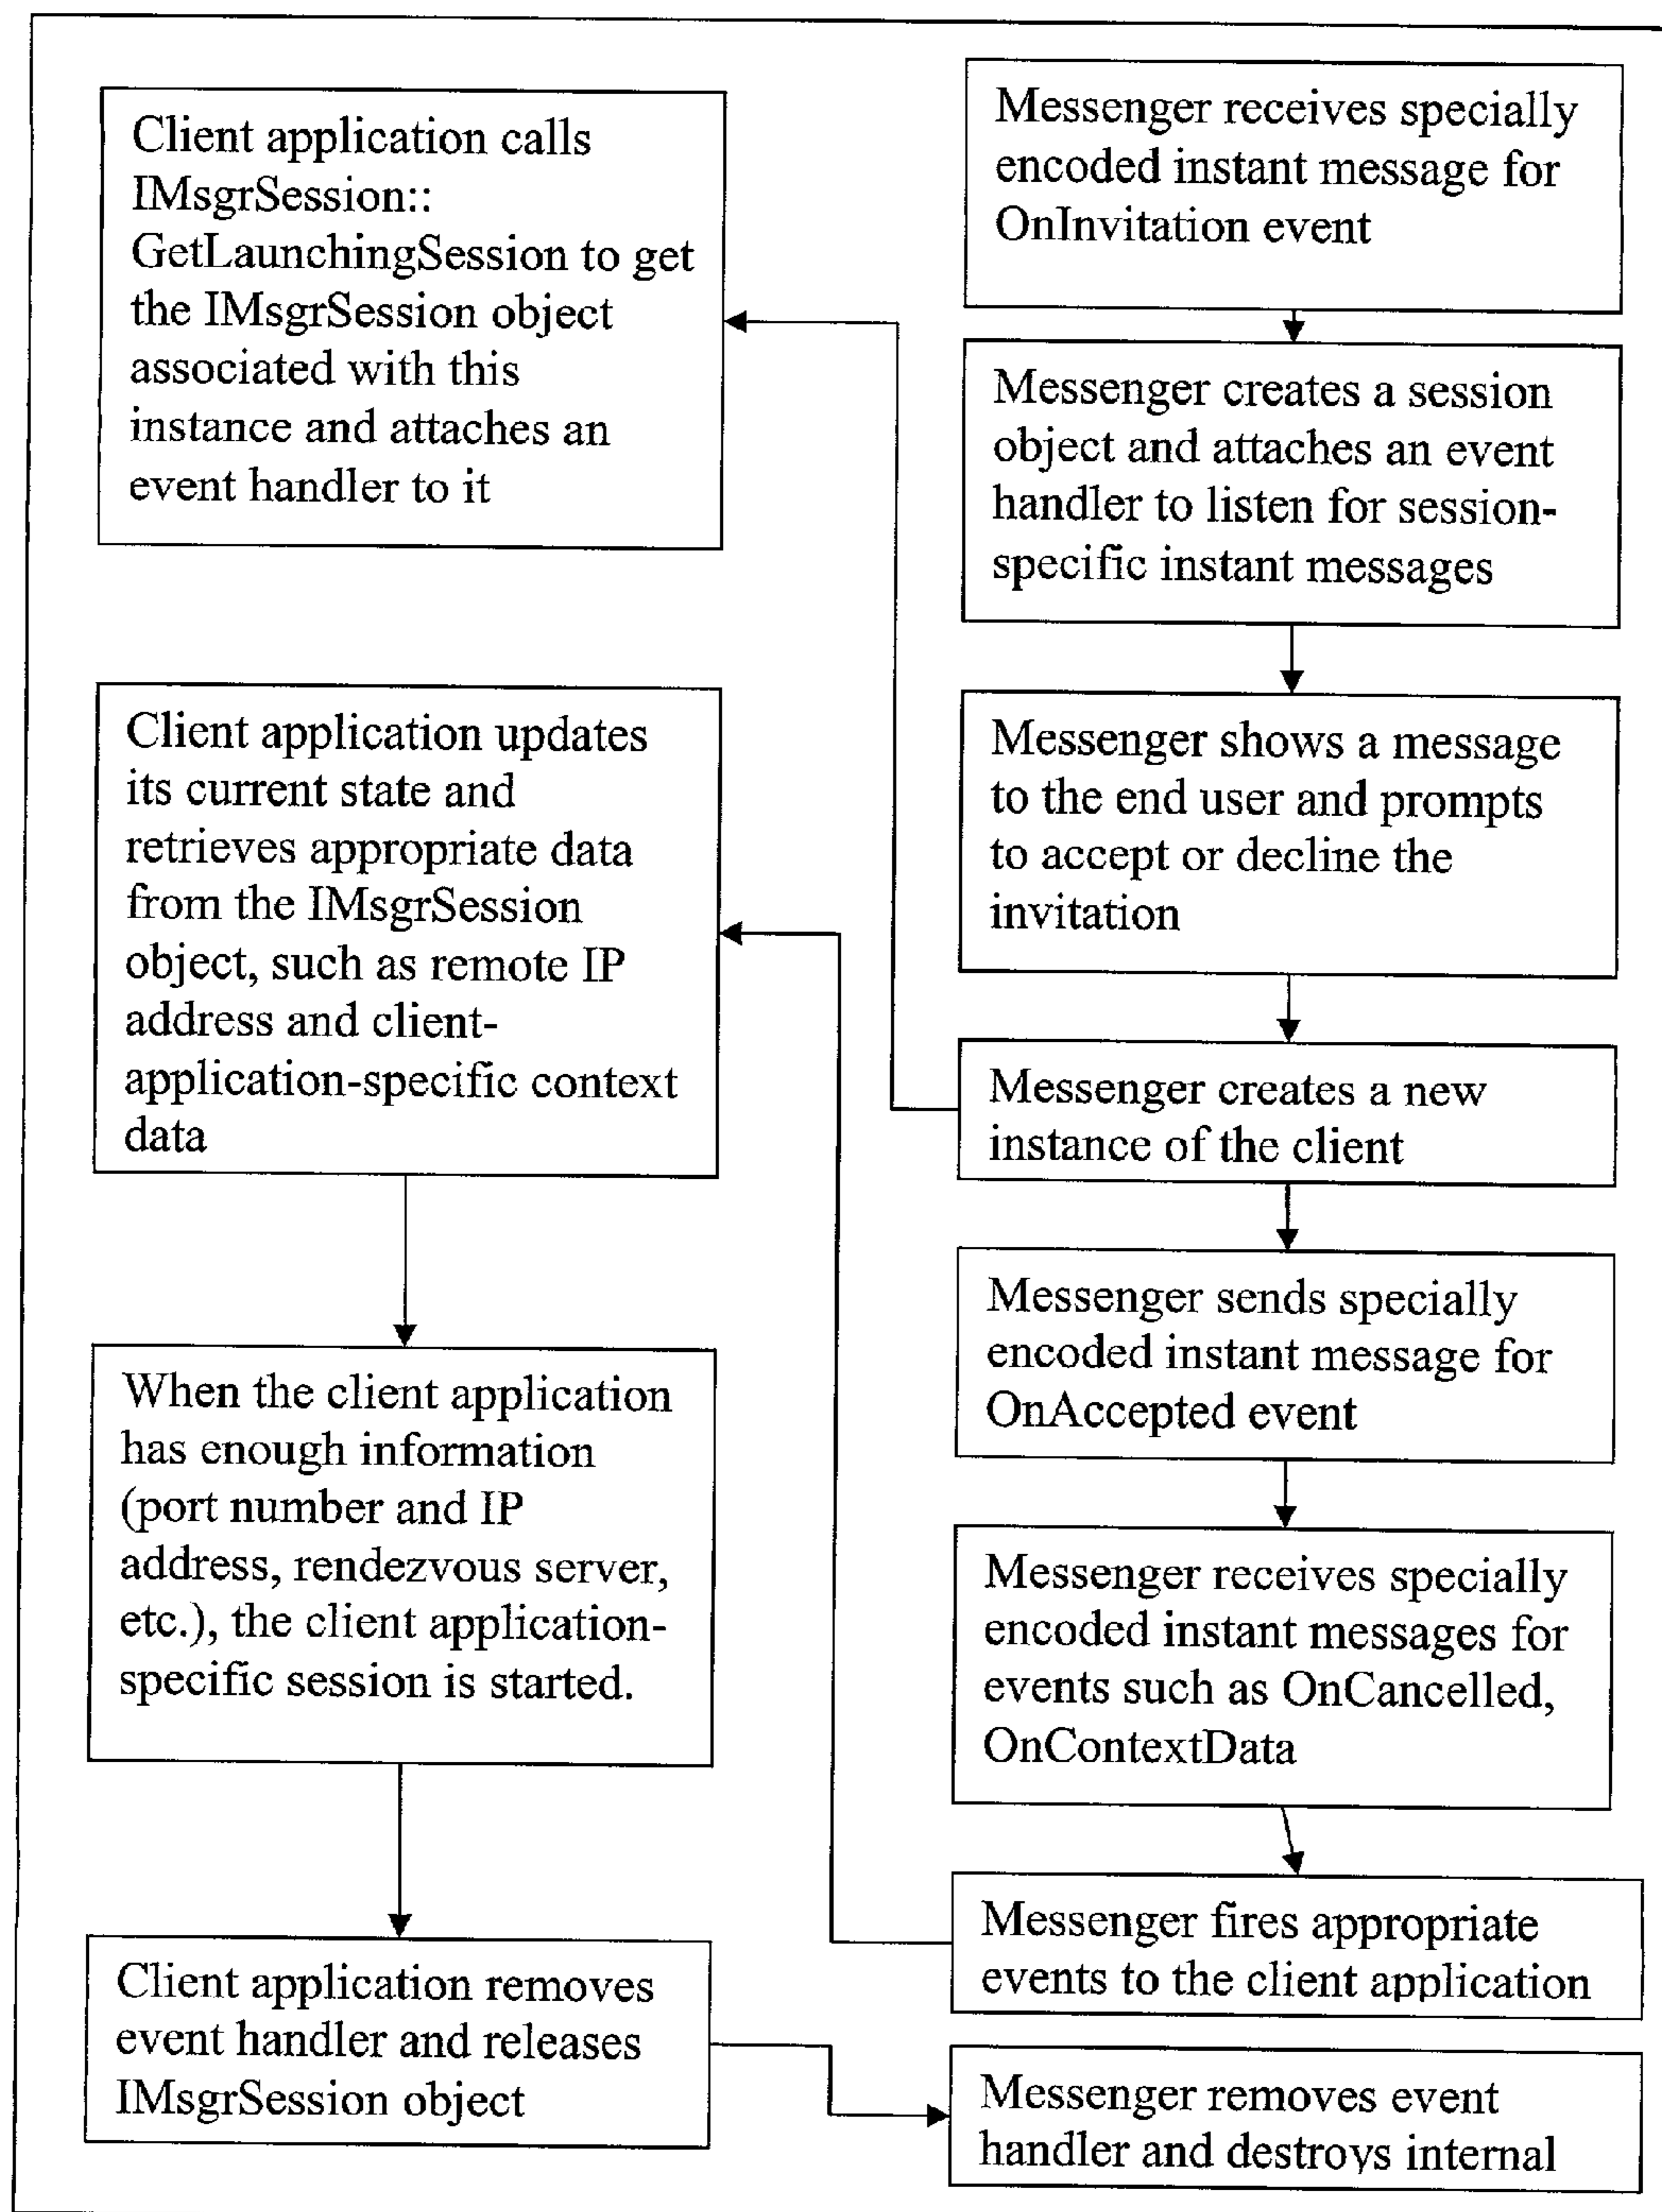 Client application calls
IMsgrSession::
GetLaunchingSession to get
the IMsgrSession object
associated with this
instance and attaches an
event handler to it
Client application updates
its current state and
retrieves appropriate data
from the IMsgrSession
object, such as remote IP
address and client-
application-specific context
data
When the client application
has enough information
(port number and IP
address, rendezvous server,
etc.), the client application-
specific session is started.
Client application removes
event handler and releases
IMsgrSession object
Messenger receives specially
encoded instant message for
OnInvitation event
Messenger creates a session
object and attaches an event
handler to listen for session-
specific instant messages
Messenger shows a message
to the end user and prompts
to accept or decline the
invitation
Messenger creates a new
instance of the client
Messenger sends specially
encoded instant message for
OnAccepted event
Messenger receives specially
encoded instant messages for
events such as OnCancelled,
OnContextData
Messenger fires appropriate
events to the client application
Messenger removes event
handler and destroys internal